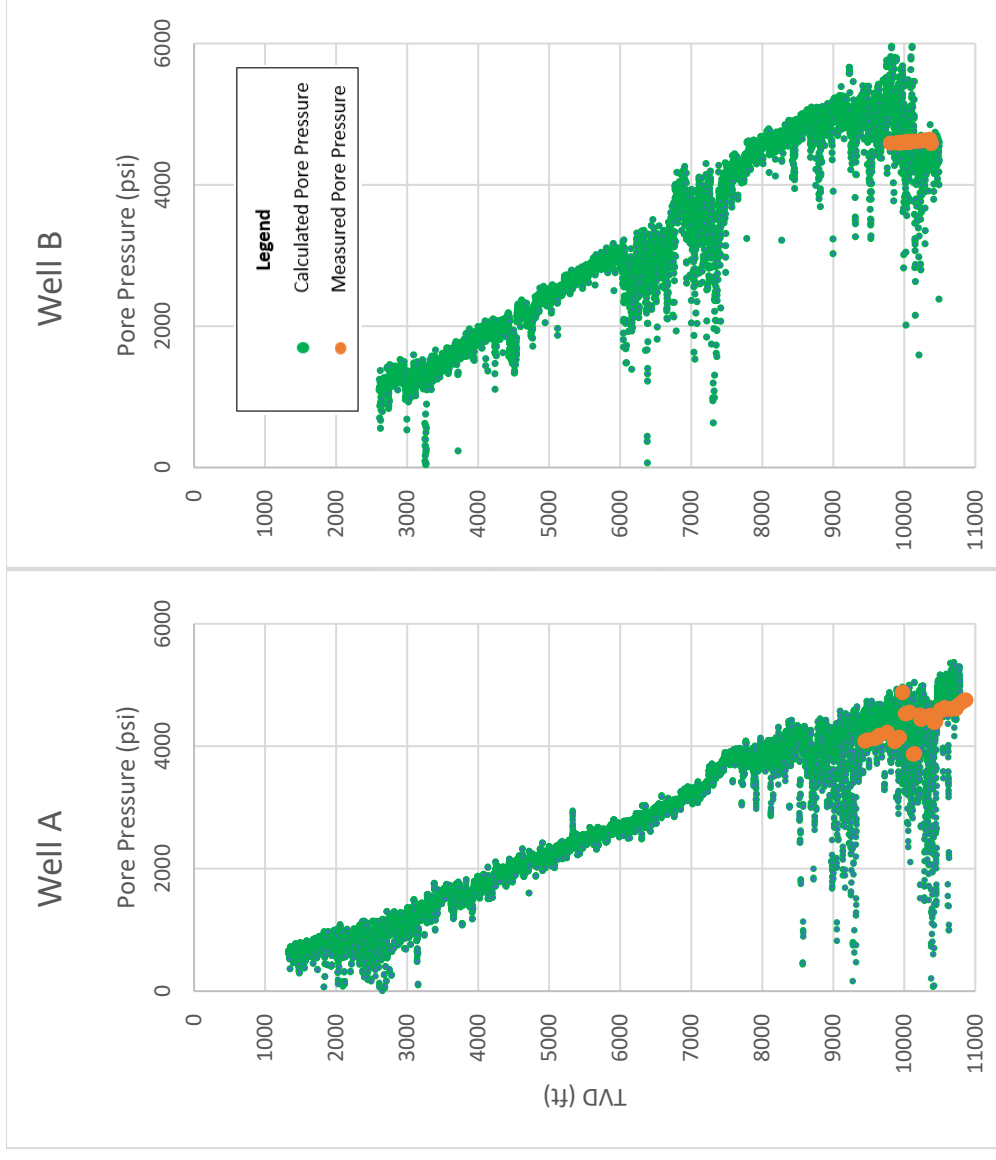 Well A
Pore Pressure (psi)
0 2000 4000 6000
TVD (ft)
0
1000
2000
3000
4000
5000
6000
7000
8000
9000
10000
11000
Well B
Pore Pressure (psi)
0 2000 4000 6000
0
1000
2000
3000
4000
5000
6000
7000
8000
9000
10000
11000
Legend
Calculated Pore Pressure
Measured Pore Pressure